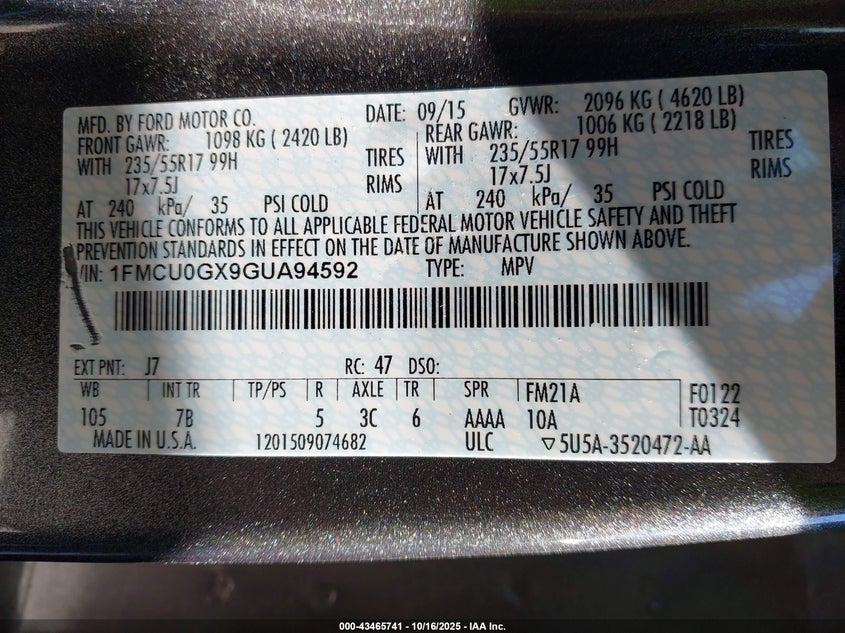 MFD. BY FORD MOTOR CO. DATE: 09/15 GVWR: 2096 KG ( 4620 LB)
FRONT GAWR: 1098 KG ( 2420 LB) REAR GAWR: 1006 KG ( 2218 LB)
WITH 235/55R17 99H TIRES WITH 235/55R17 99H TIRES
17x7.5J RIMS 17x7.5J RIMS
AT 240 kPa/ 35 PSI COLD AT 240 kPa/ 35 PSI COLD
THIS VEHICLE CONFORMS TO ALL APPLICABLE FEDERAL MOTOR VEHICLE SAFETY AND THEFT
PREVENTION STANDARDS IN EFFECT ON THE DATE OF MANUFACTURE SHOWN ABOVE.
VIN: 1FMCU0GX9GUA94592 TYPE: MPV
EXT PNT: J7 RC: 47 DSO:
WB INT TR TP/PS R AXLE TR SPR FM21A F0122
105 7B 5 3C 6 AAAA 10A T0324
MADE IN U.S.A. 1201509074682 ULC ▽5U5A-3520472-AA
000-43465741 - 10/16/2025 - IAA Inc.